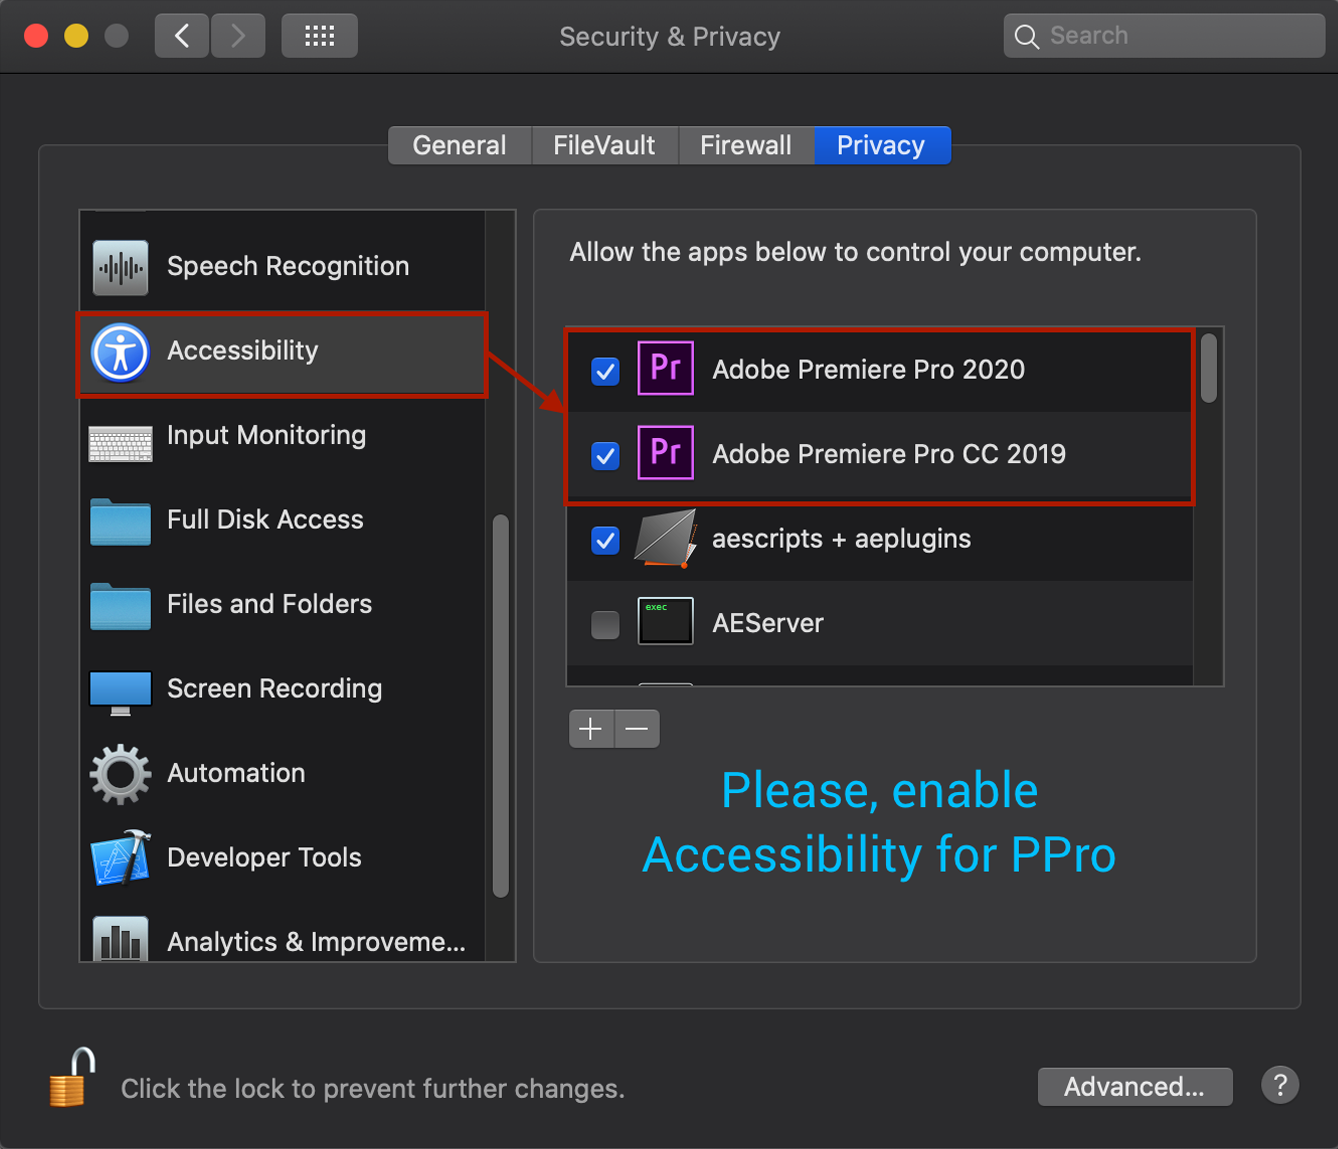 Security & Privacy
Search
General
FileVault
Firewall
Privacy
Speech Recognition
Accessibility
Input Monitoring
Full Disk Access
Files and Folders
Screen Recording
Automation
Developer Tools
Analytics & Improveme...
Allow the apps below to control your computer.
Pr Adobe Premiere Pro 2020
Pr Adobe Premiere Pro CC 2019
aescripts + aeplugins
exec AEServer
Please, enable
Accessibility for PPro
Click the lock to prevent further changes.
Advanced...
?